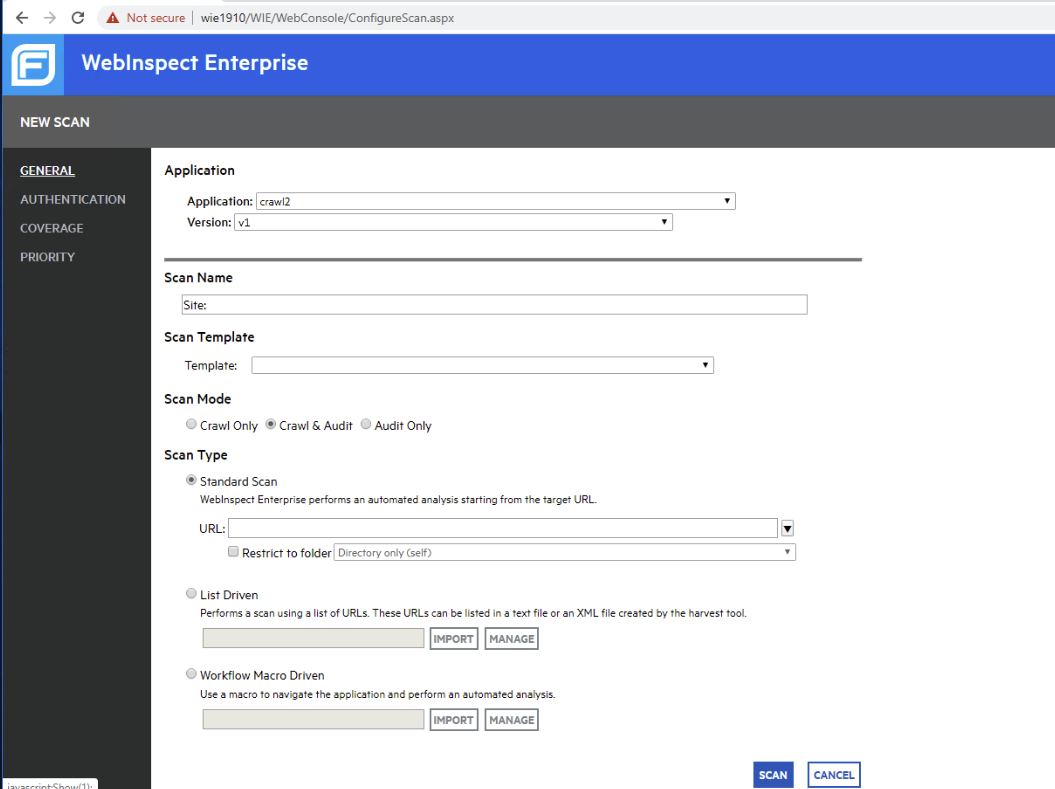 Not secure | wie1910/WIE/WebConsole/ConfigureScan.aspx
WebInspect Enterprise
NEW SCAN
GENERAL
AUTHENTICATION
COVERAGE
PRIORITY
Application
Application: crawl2
Version: v1
Scan Name
Site:
Scan Template
Template:
Scan Mode
Crawl Only Crawl & Audit Audit Only
Scan Type
Standard Scan
WebInspect Enterprise performs an automated analysis starting from the target URL.
URL:
Restrict to folder Directory only (self)
List Driven
Performs a scan using a list of URLs. These URLs can be listed in a text file or an XML file created by the harvest tool.
IMPORT MANAGE
Workflow Macro Driven
Use a macro to navigate the application and perform an automated analysis.
IMPORT MANAGE
SCAN CANCEL
javascript:Show(1);